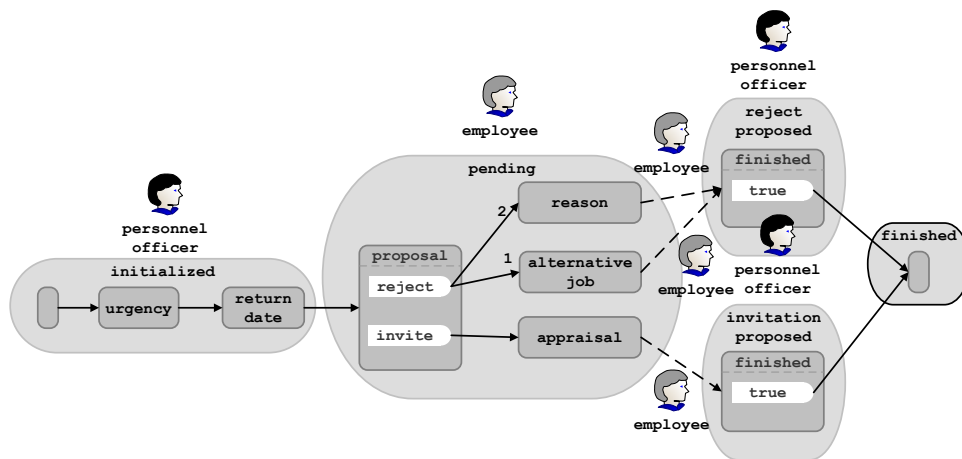 personnel
officer
initialized
urgency
return
date
employee
pending
proposal
reject
invite
2
reason
1
alternative
job
appraisal
employee
employee
employee
personnel
officer
reject
proposed
finished
true
personnel
officer
invitation
proposed
finished
true
finished